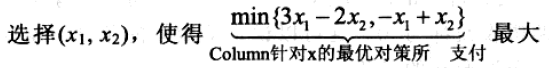 选择(x₁, x₂)，使得 min{3x₁−2x₂,−x₁+x₂} 最大
Column针对x的最优对策所 支付